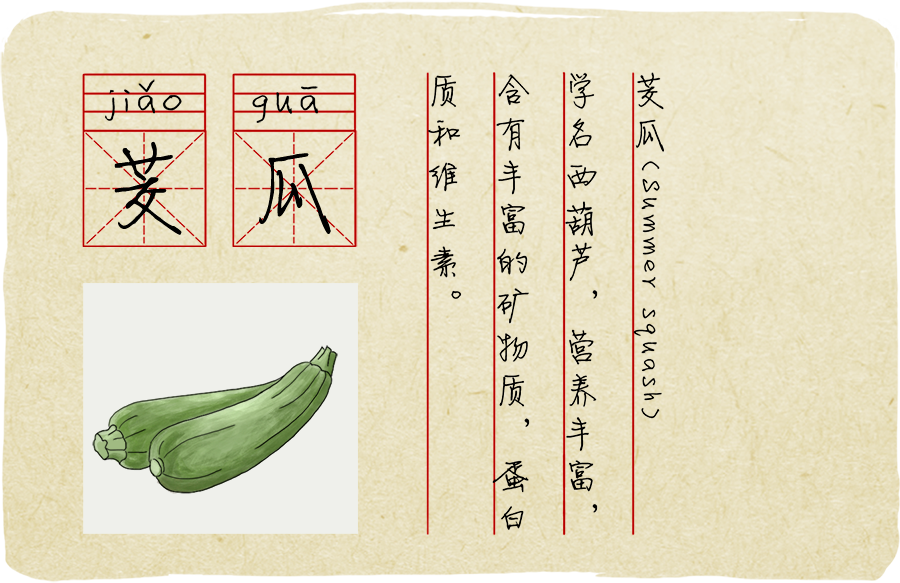 jiǎo guā
茭瓜
茭瓜(Summer squash)
学名西葫芦，营养丰富，
含有丰富的矿物质，蛋白
质和维生素。